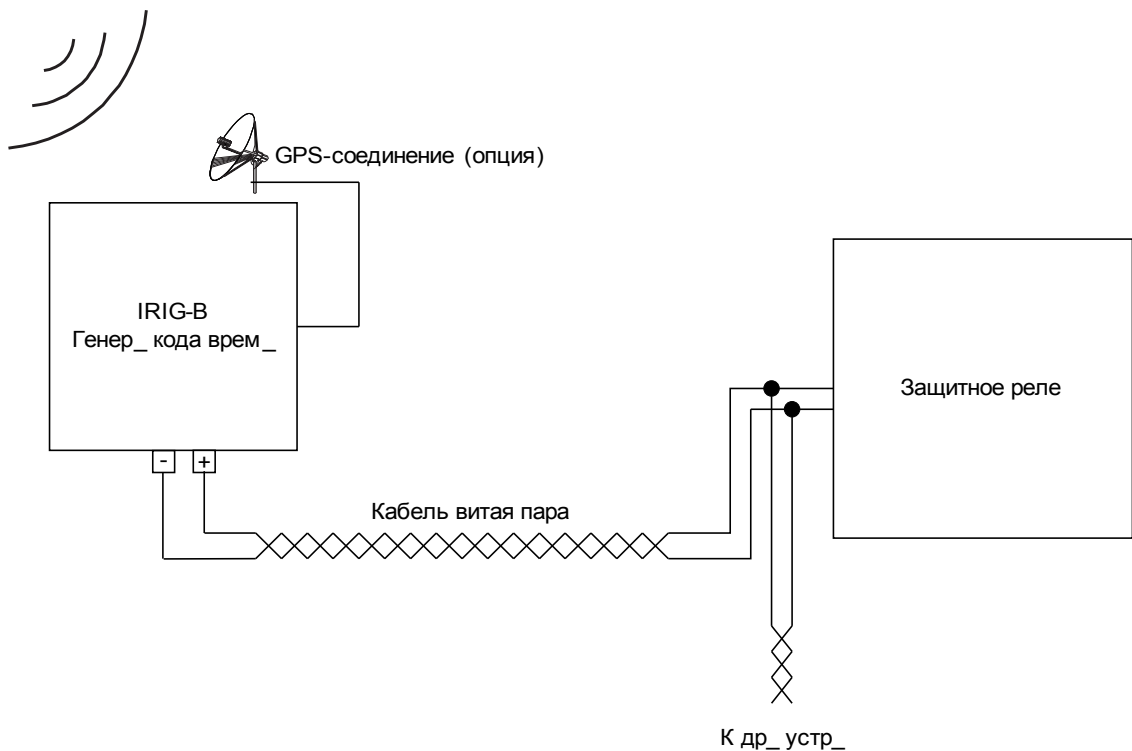 GPS-соединение (опция)
IRIG-B
Генер_ кода врем_
Защитное реле
- +
Кабель витая пара
К др_ устр_